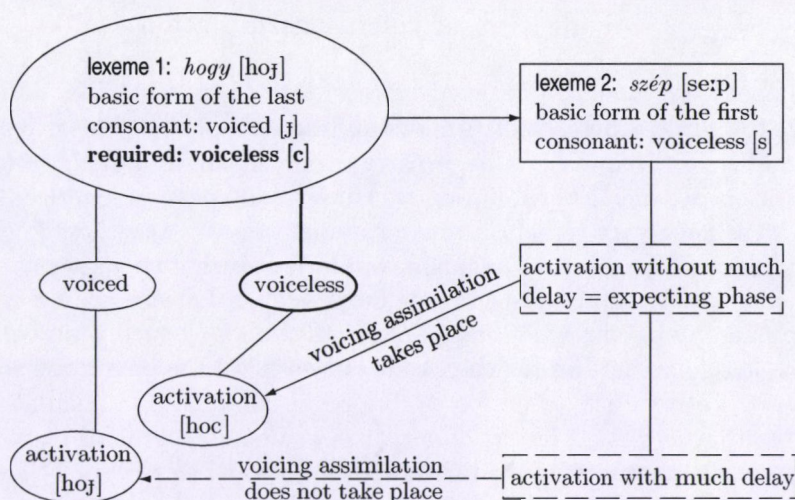 lexeme 1: hogy [hoɟ]
basic form of the last
consonant: voiced [ɟ]
required: voiceless [c]
lexeme 2: szép [seːp]
basic form of the first
consonant: voiceless [s]
voiced
voiceless
activation without much
delay = expecting phase
voicing assimilation
takes place
activation
[hoc]
activation
[hoɟ]
voicing assimilation
does not take place
activation with much delay